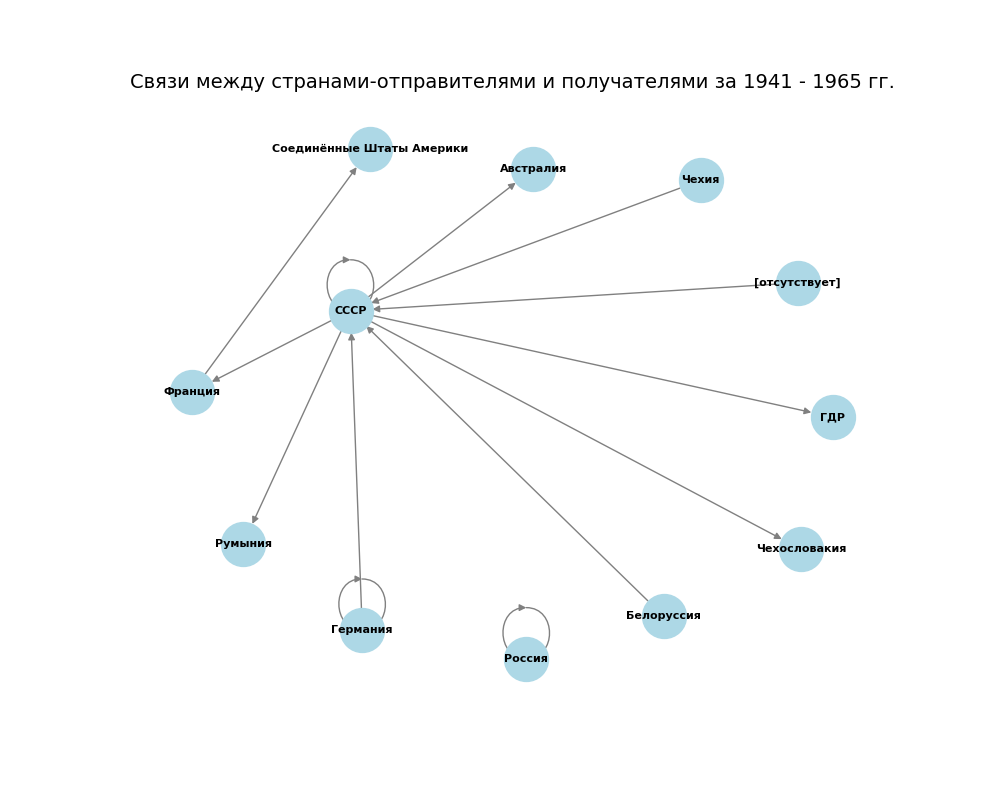 Связи между странами-отправителями и получателями за 1941 - 1965 гг.
Соединённые Штаты Америки
Австралия
Чехия
[отсутствует]
СССР
Франция
ГДР
Румыния
Чехословакия
Белоруссия
Германия
Россия